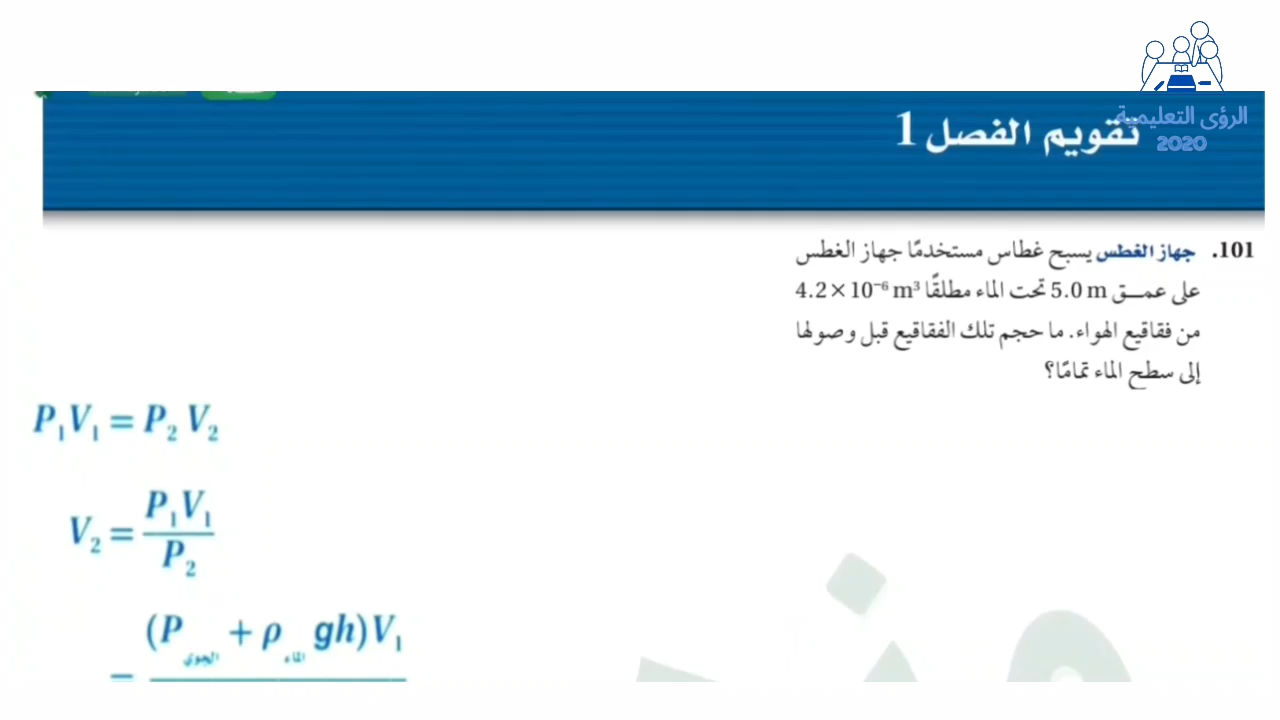 الرؤى التعليمية
2020
تقويم الفصل 1
101. جهاز الغطس يسبح غطاس مستخدمًا جهاز الغطس
على عمق 5.0 m تحت الماء مطلقًا 4.2×10⁻⁶ m³
من فقاقيع الهواء. ما حجم تلك الفقاقيع قبل وصولها
إلى سطح الماء تمامًا؟
P₁V₁ = P₂ V₂
V₂ = P₁V₁ / P₂
= (P الجوي + ρ الماء gh)V₁